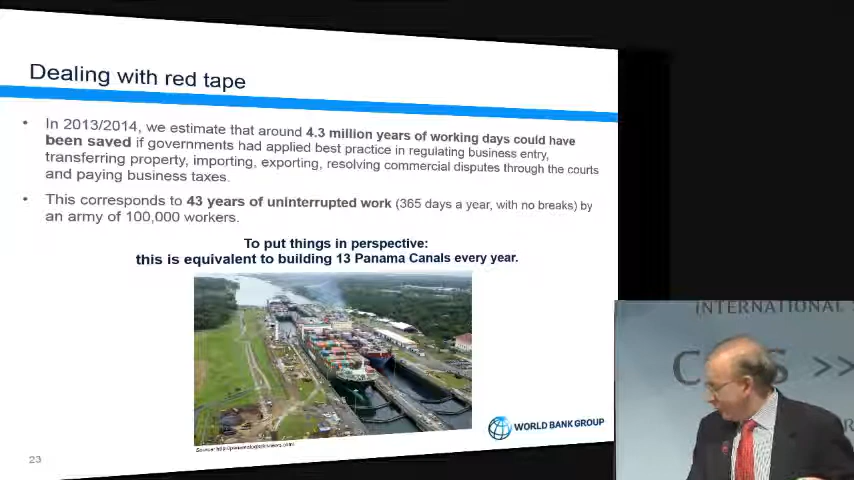 Dealing with red tape
• In 2013/2014, we estimate that around 4.3 million years of working days could have
been saved if governments had applied best practice in regulating business entry,
transferring property, importing, exporting, resolving commercial disputes through the courts
and paying business taxes.
• This corresponds to 43 years of uninterrupted work (365 days a year, with no breaks) by
an army of 100,000 workers.
To put things in perspective:
this is equivalent to building 13 Panama Canals every year.
WORLD BANK GROUP
23
INTERNATIONAL
>>